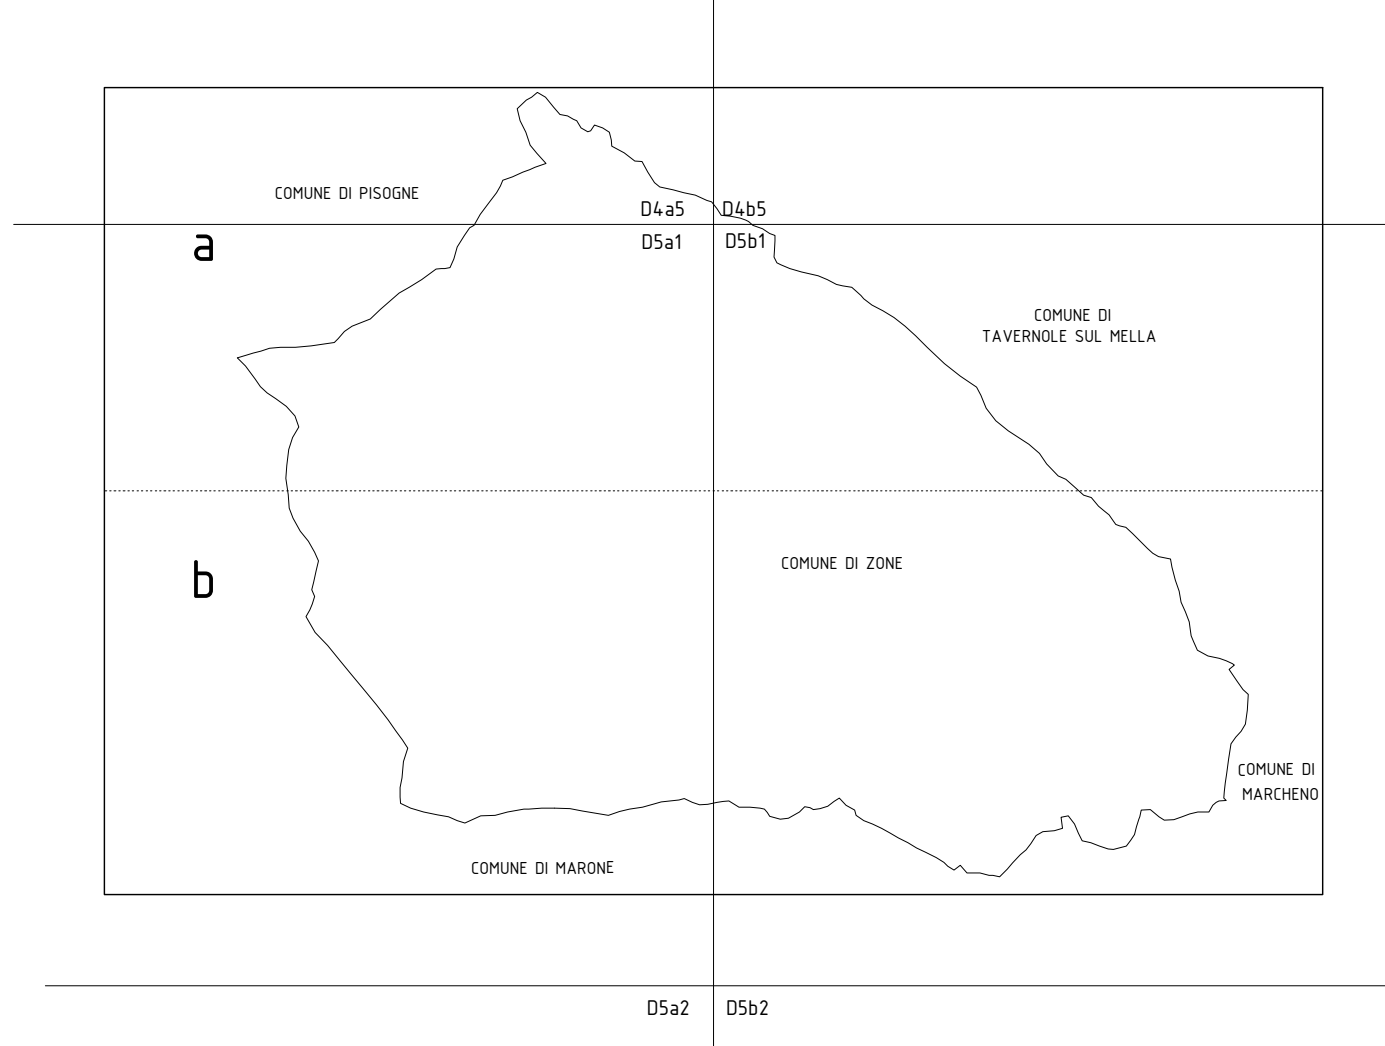 COMUNE DI PISOGNE
D4a5 D4b5
a
D5a1 D5b1
COMUNE DI
TAVERNOLE SUL MELLA
COMUNE DI ZONE
b
COMUNE DI
MARCHENO
COMUNE DI MARONE
D5a2 D5b2